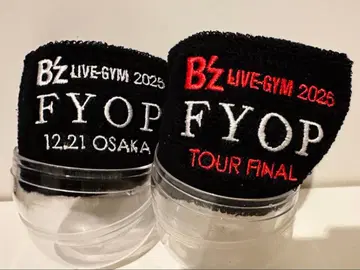 B'z LIVE-GYM 2025
FYOP
12.21 OSAKA
B'z LIVE-GYM 2025
FYOP
TOUR FINAL